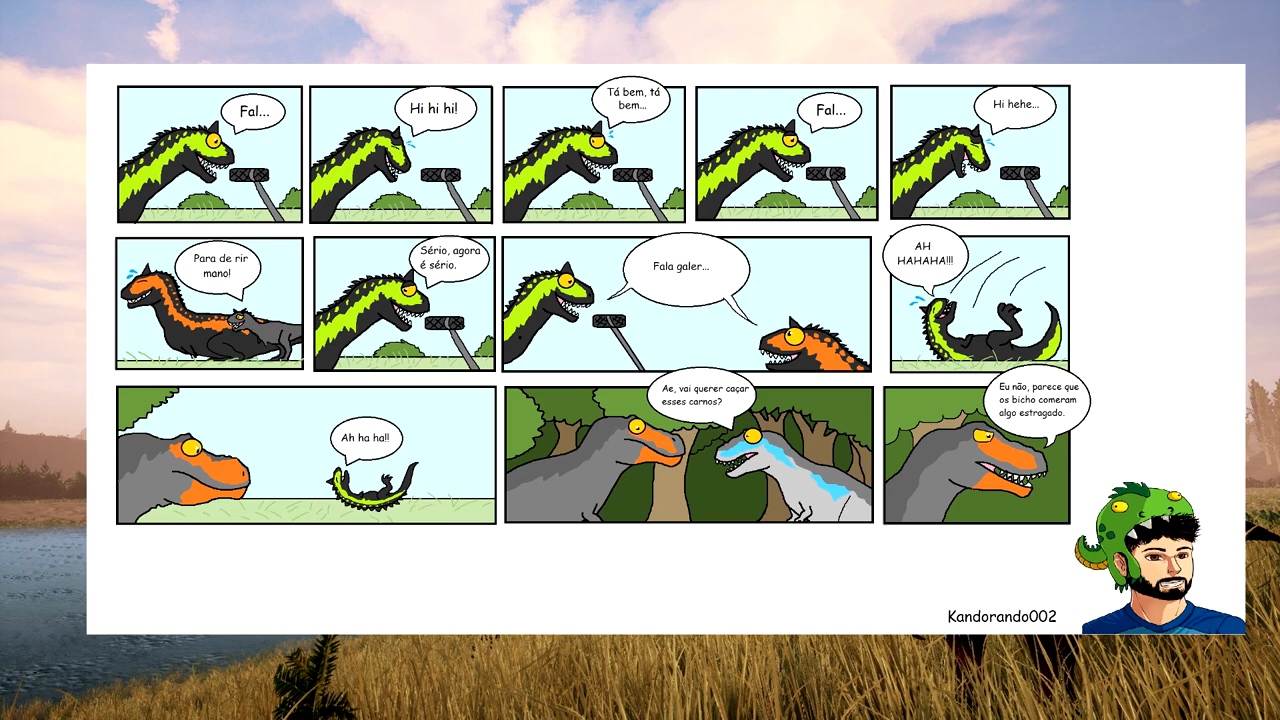 Fal...
Hi hi hi!
Tá bem, tá
bem...
Fal...
Hi hehe...
Para de rir
mano!
Sério, agora
é sério.
Fala galer...
AH
HAHAHA!!!
Ah ha ha!!
Ae, vai querer caçar
esses carnos?
Eu não, parece que
os bicho comeram
algo estragado.
Kandorando002